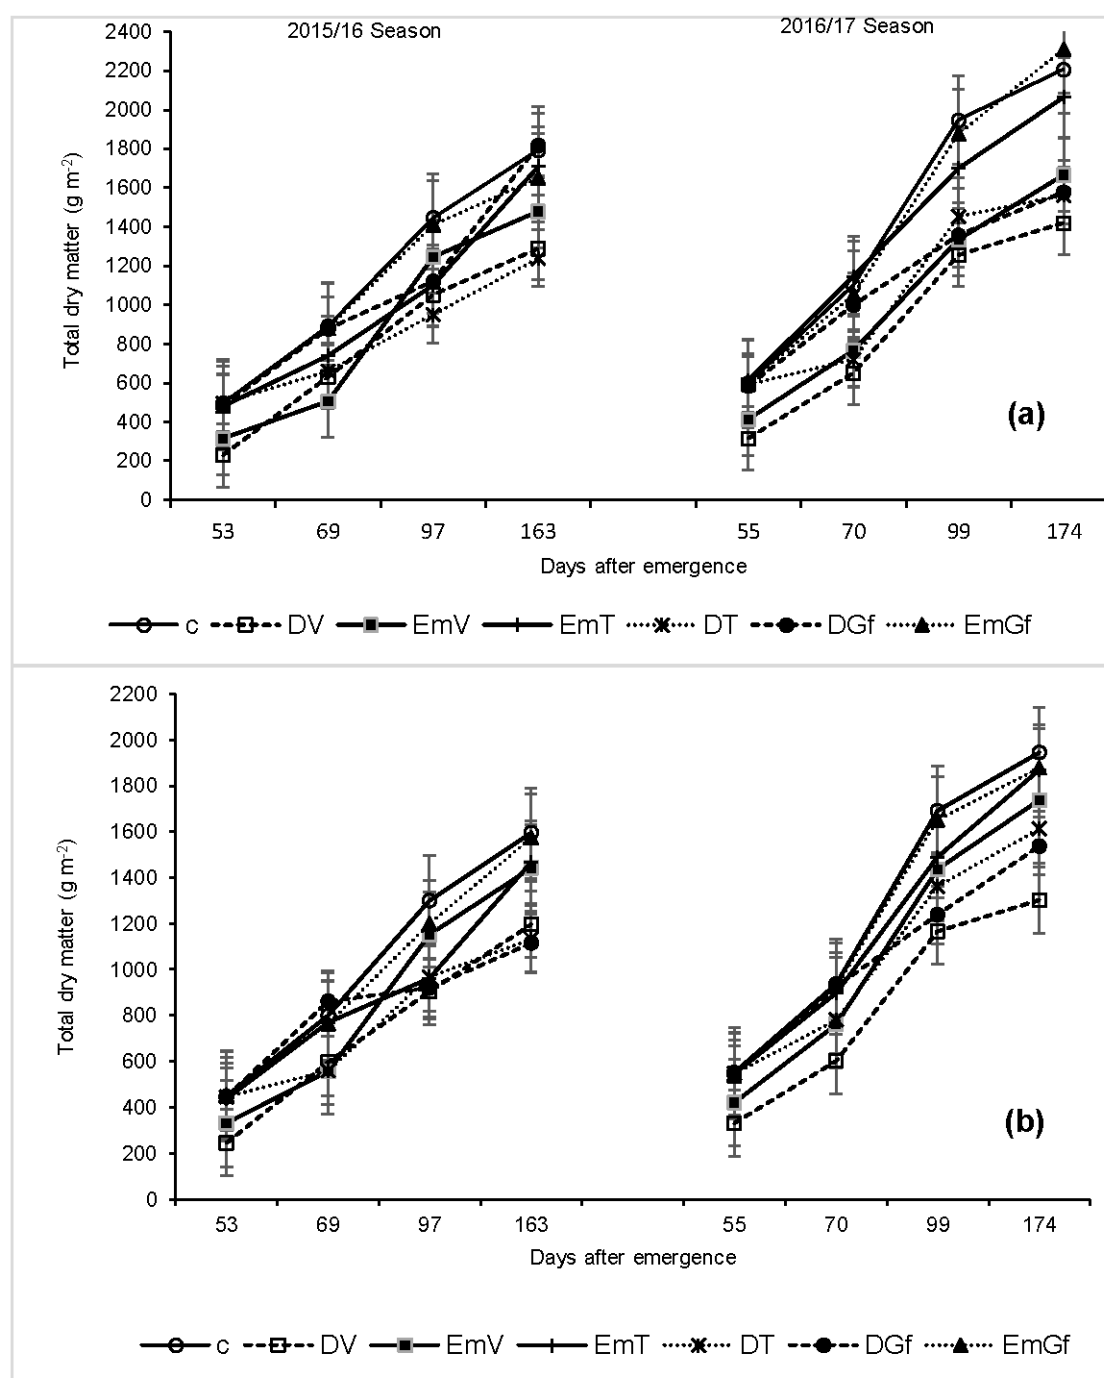 2015/16 Season 2016/17 Season
2400
2200
2000
1800
1600
1400
1200
1000
800
600
400
200
0
Total dry matter (g m-2)
(a)
53 69 97 163 55 70 99 174
Days after emergence
c DV EmV EmT DT DGf EmGf
2200
2000
1800
1600
1400
1200
1000
800
600
400
200
0
Total dry matter (g m-2)
(b)
53 69 97 163 55 70 99 174
Days after emergence
c DV EmV EmT DT DGf EmGf